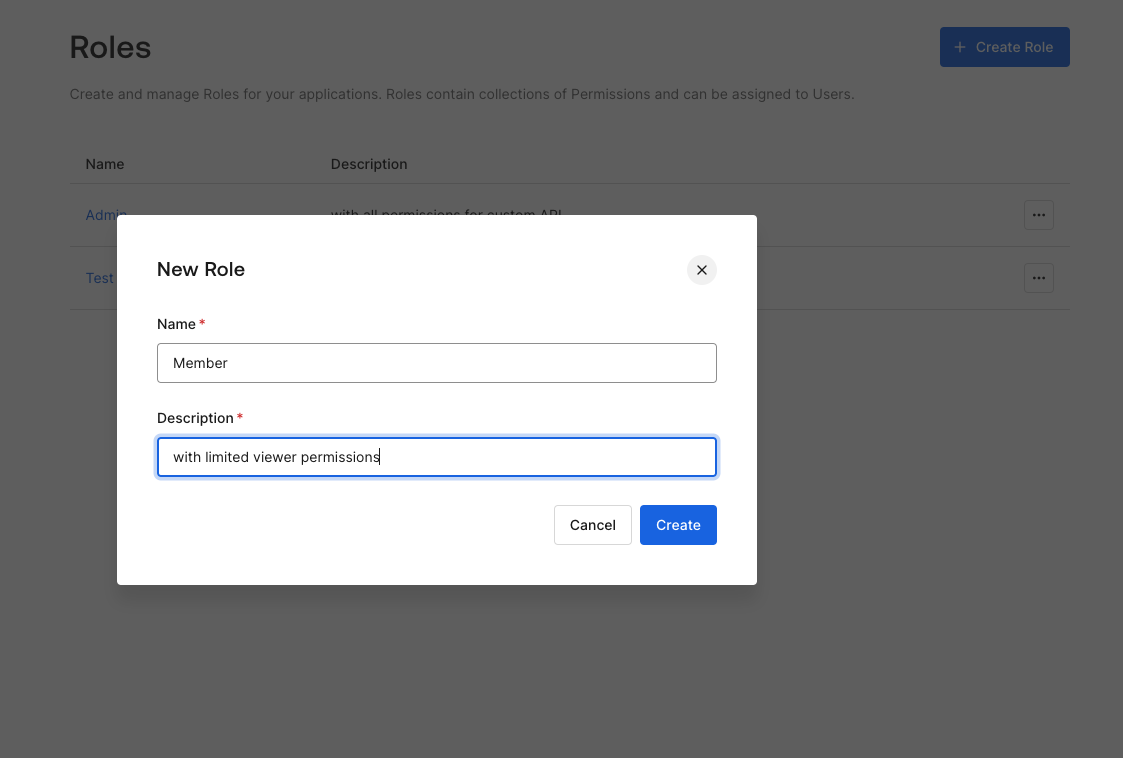 Roles
+ Create Role
Create and manage Roles for your applications. Roles contain collections of Permissions and can be assigned to Users.
Name Description
Admin with all permissions for custom API
Test
New Role
Name *
Member
Description *
with limited viewer permissions
Cancel Create